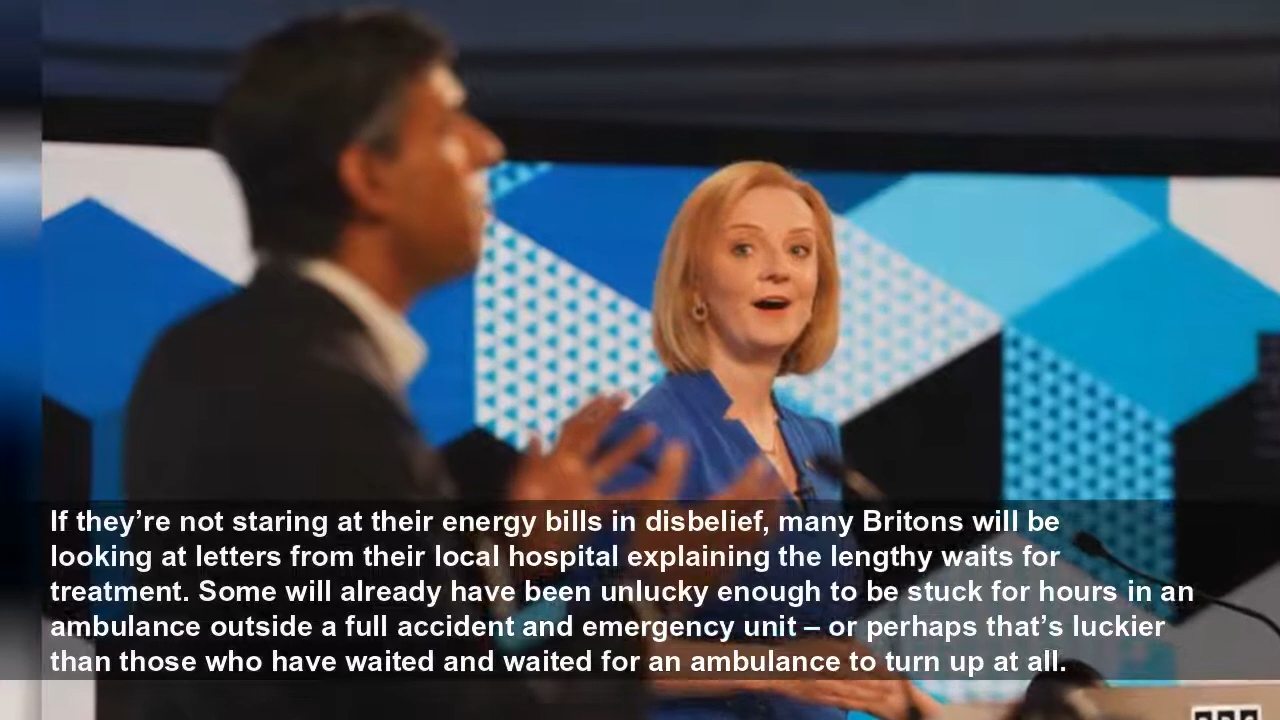 If they’re not staring at their energy bills in disbelief, many Britons will be
looking at letters from their local hospital explaining the lengthy waits for
treatment. Some will already have been unlucky enough to be stuck for hours in an
ambulance outside a full accident and emergency unit – or perhaps that’s luckier
than those who have waited and waited for an ambulance to turn up at all.